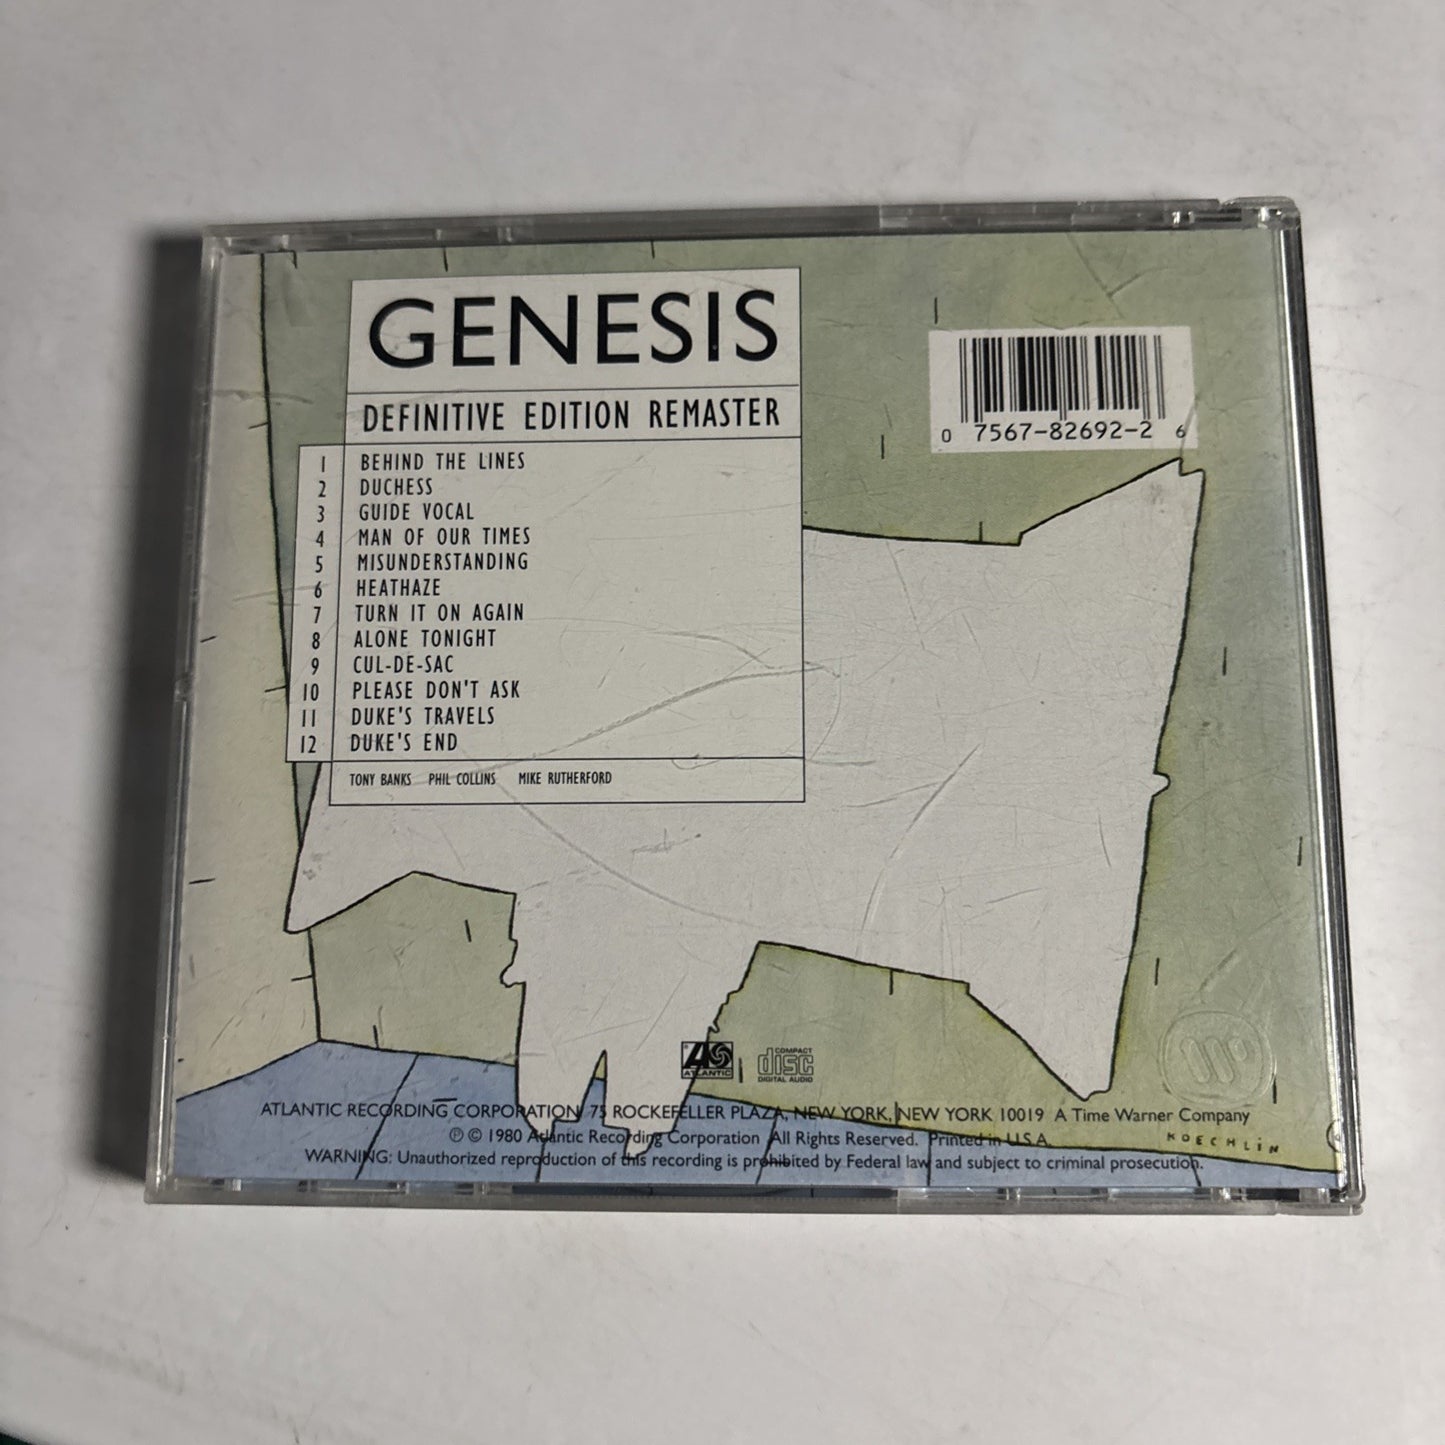 GENESIS
DEFINITIVE EDITION REMASTER
0 7567-82692-2 6
1 BEHIND THE LINES
2 DUCHESS
3 GUIDE VOCAL
4 MAN OF OUR TIMES
5 MISUNDERSTANDING
6 HEATHAZE
7 TURN IT ON AGAIN
8 ALONE TONIGHT
9 CUL-DE-SAC
10 PLEASE DON'T ASK
11 DUKE'S TRAVELS
12 DUKE'S END
TONY BANKS PHIL COLLINS MIKE RUTHERFORD
ATLANTIC
COMPACT
disc
DIGITAL AUDIO
ATLANTIC RECORDING CORPORATION, 75 ROCKEFELLER PLAZA, NEW YORK, NEW YORK 10019 A Time Warner Company
℗ © 1980 Atlantic Recording Corporation All Rights Reserved. Printed in U.S.A.
KOECHLIN
WARNING: Unauthorized reproduction of this recording is prohibited by Federal law and subject to criminal prosecution.